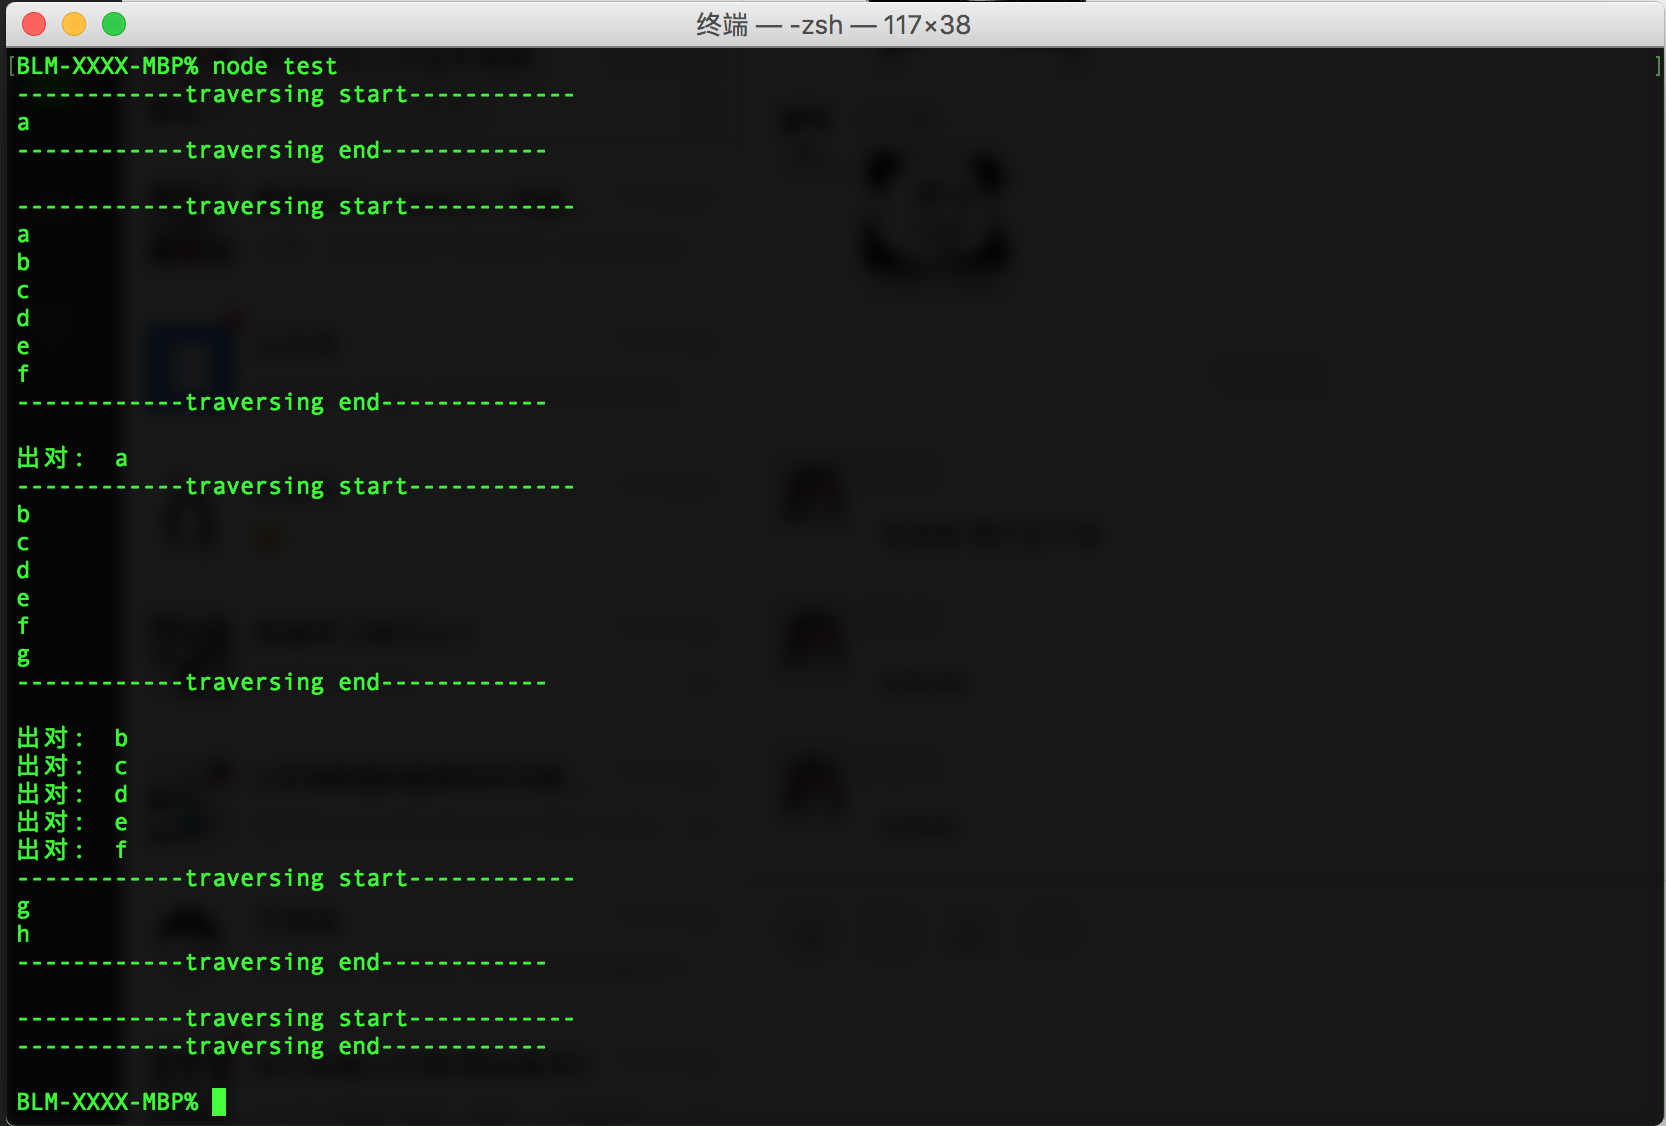 终端 — -zsh — 117×38
[BLM-XXXX-MBP% node test ]
------------traversing start------------
a
------------traversing end------------
------------traversing start------------
a
b
c
d
e
f
------------traversing end------------
出对： a
------------traversing start------------
b
c
d
e
f
g
------------traversing end------------
出对： b
出对： c
出对： d
出对： e
出对： f
------------traversing start------------
g
h
------------traversing end------------
------------traversing start------------
------------traversing end------------
BLM-XXXX-MBP%